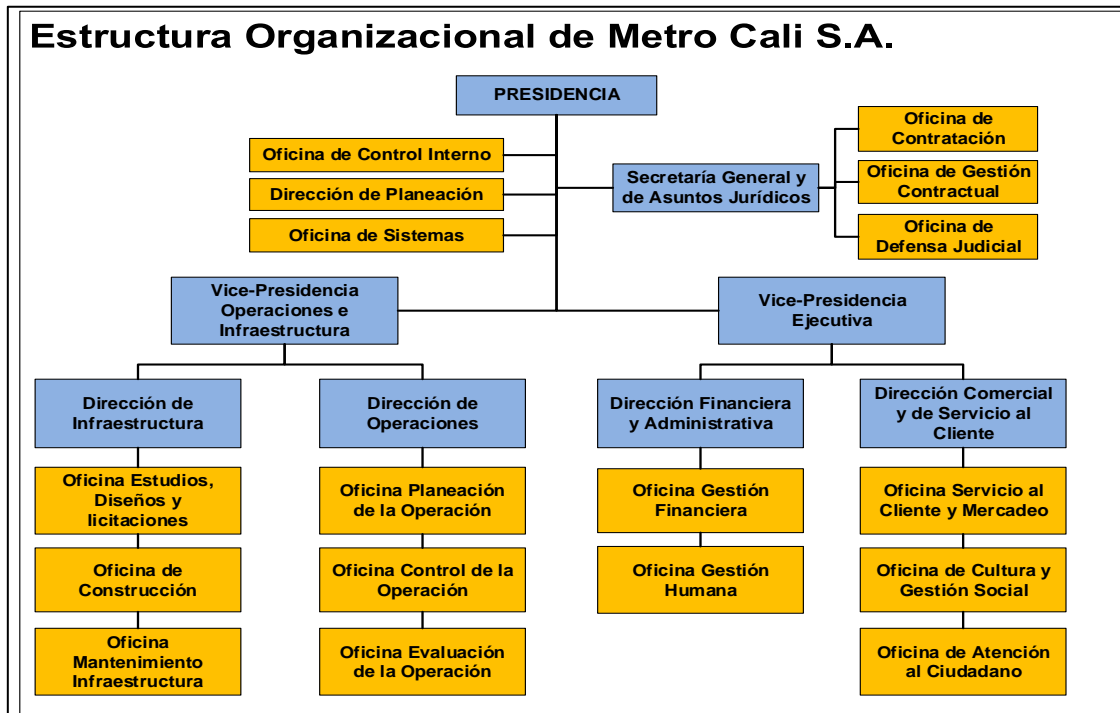 Estructura Organizacional de Metro Cali S.A.
PRESIDENCIA
Oficina de Control Interno
Dirección de Planeación
Oficina de Sistemas
Secretaría General y
de Asuntos Jurídicos
Oficina de
Contratación
Oficina de Gestión
Contractual
Oficina de
Defensa Judicial
Vice-Presidencia
Operaciones e
Infraestructura
Vice-Presidencia
Ejecutiva
Dirección de
Infraestructura
Oficina Estudios,
Diseños y
licitaciones
Oficina de
Construcción
Oficina
Mantenimiento
Infraestructura
Dirección de
Operaciones
Oficina Planeación
de la Operación
Oficina Control de la
Operación
Oficina Evaluación
de la Operación
Dirección Financiera
y Administrativa
Oficina Gestión
Financiera
Oficina Gestión
Humana
Dirección Comercial
y de Servicio al
Cliente
Oficina Servicio al
Cliente y Mercadeo
Oficina de Cultura y
Gestión Social
Oficina de Atención
al Ciudadano